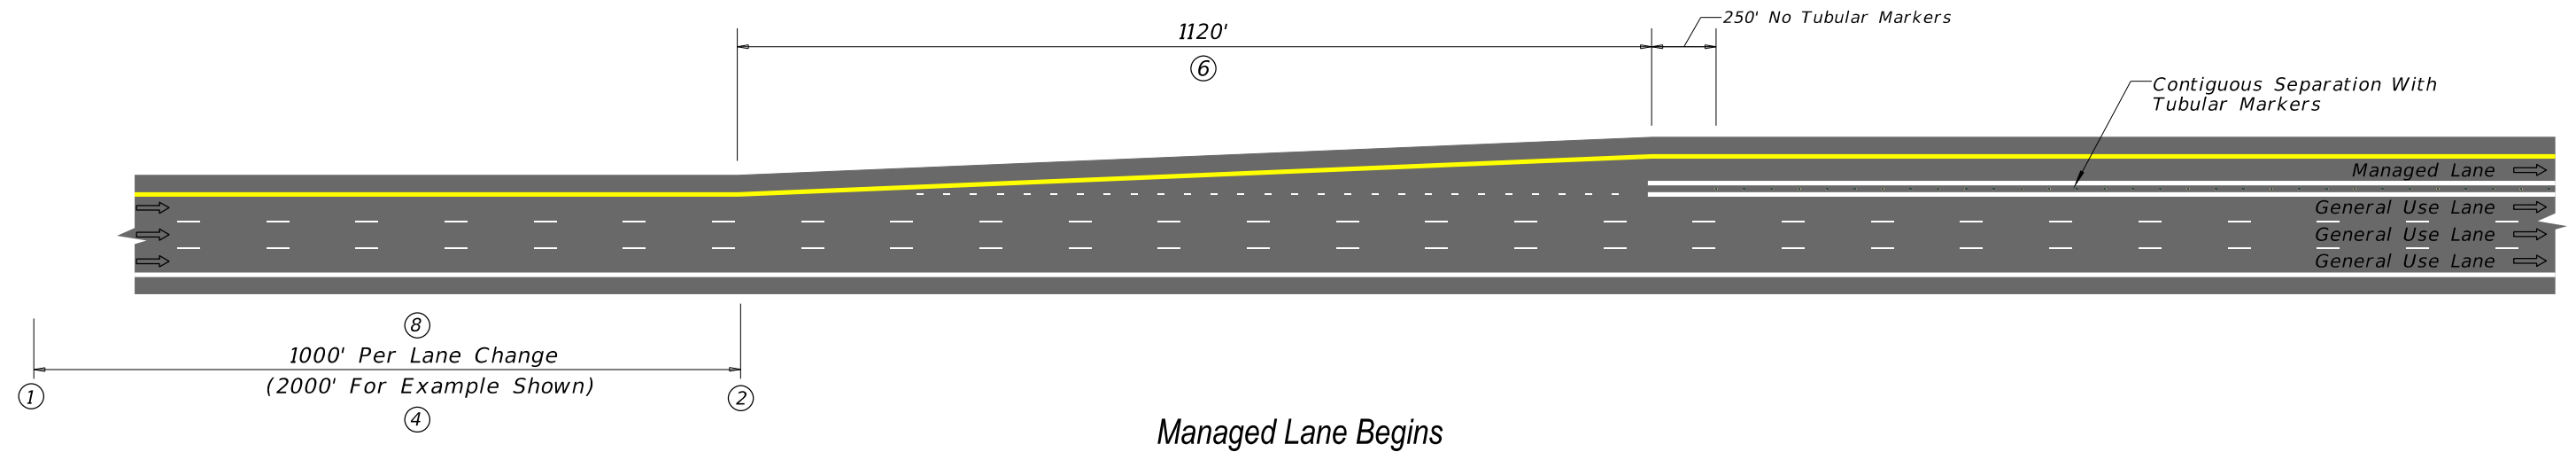 250' No Tubular Markers
1120'
6
Contiguous Separation With
Tubular Markers
Managed Lane
General Use Lane
General Use Lane
General Use Lane
8
1000' Per Lane Change
(2000' For Example Shown)
1
2
4
Managed Lane Begins